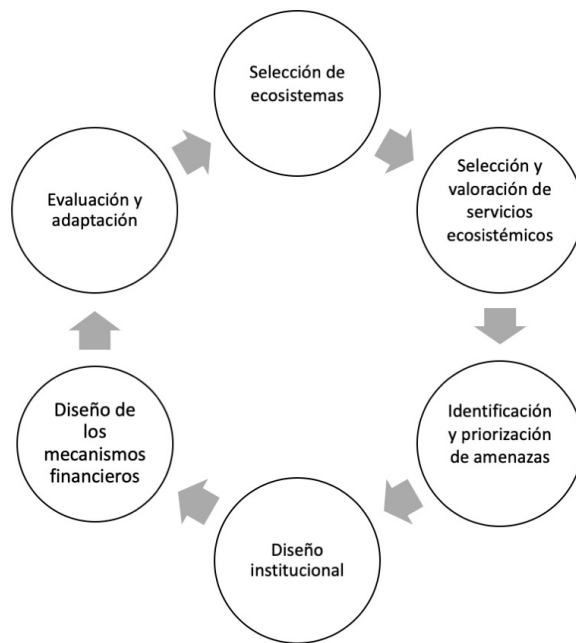 Selección de
ecosistemas
Selección y
valoración de
servicios
ecosistémicos
Identificación
y priorización
de amenazas
Diseño
institucional
Diseño de
los
mecanismos
financieros
Evaluación y
adaptación